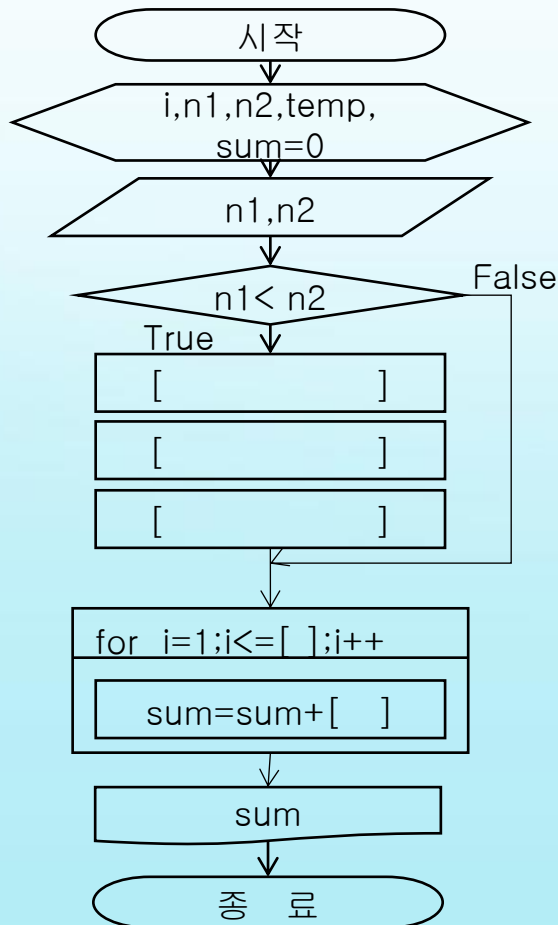 시작
i,n1,n2,temp,
sum=0
n1,n2
n1< n2
False
True
[ ]
[ ]
[ ]
for i=1;i<=[ ];i++
sum=sum+[ ]
sum
종 료